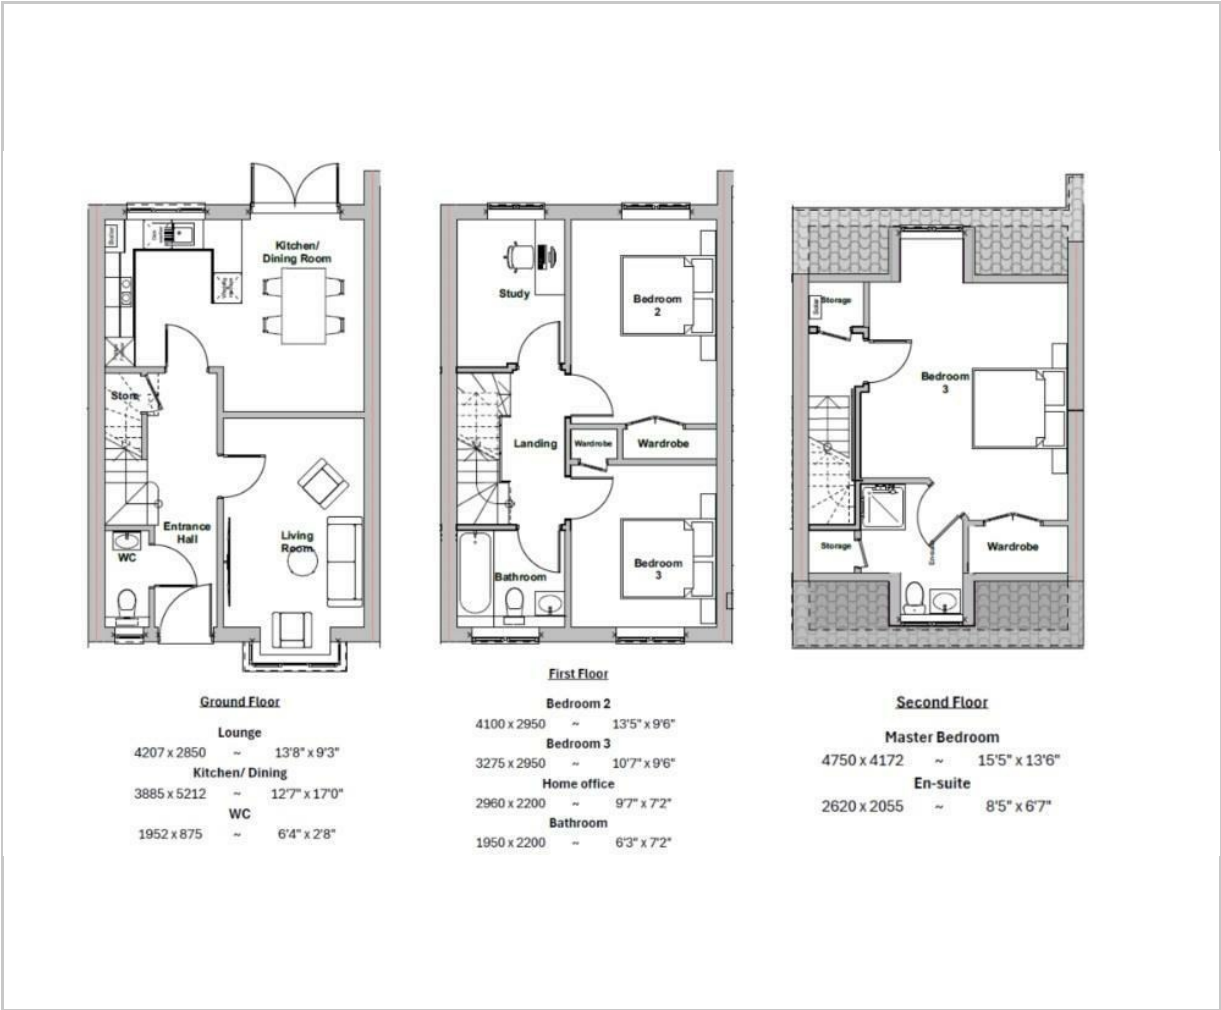 Kitchen/
Dining Room
Store
Entrance
Hall
WC
Living
Room
Study
Bedroom
2
Landing
Wardrobe
Wardrobe
Bedroom
3
Bathroom
Storage
Bedroom
3
Storage
Wardrobe
Ground Floor
Lounge
4207 x 2850 ~ 13'8" x 9'3"
Kitchen/ Dining
3885 x 5212 ~ 12'7" x 17'0"
WC
1952 x 875 ~ 6'4" x 2'8"
First Floor
Bedroom 2
4100 x 2950 ~ 13'5" x 9'6"
Bedroom 3
3275 x 2950 ~ 10'7" x 9'6"
Home office
2960 x 2200 ~ 9'7" x 7'2"
Bathroom
1950 x 2200 ~ 6'3" x 7'2"
Second Floor
Master Bedroom
4750 x 4172 ~ 15'5" x 13'6"
En-suite
2620 x 2055 ~ 8'5" x 6'7"